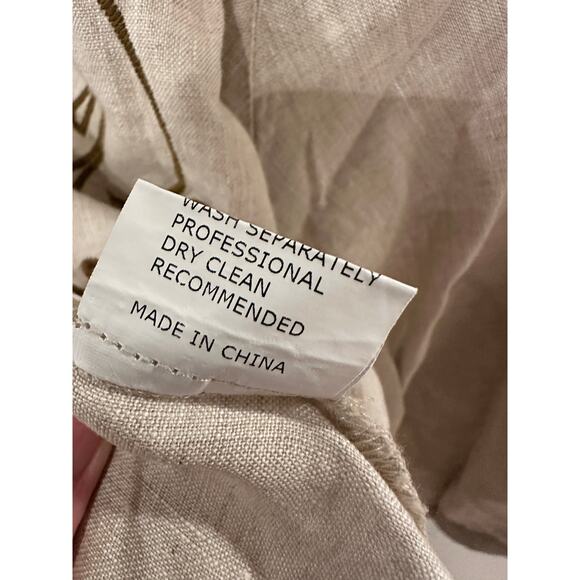 WASH SEPARATELY
PROFESSIONAL
DRY CLEAN
RECOMMENDED
MADE IN CHINA